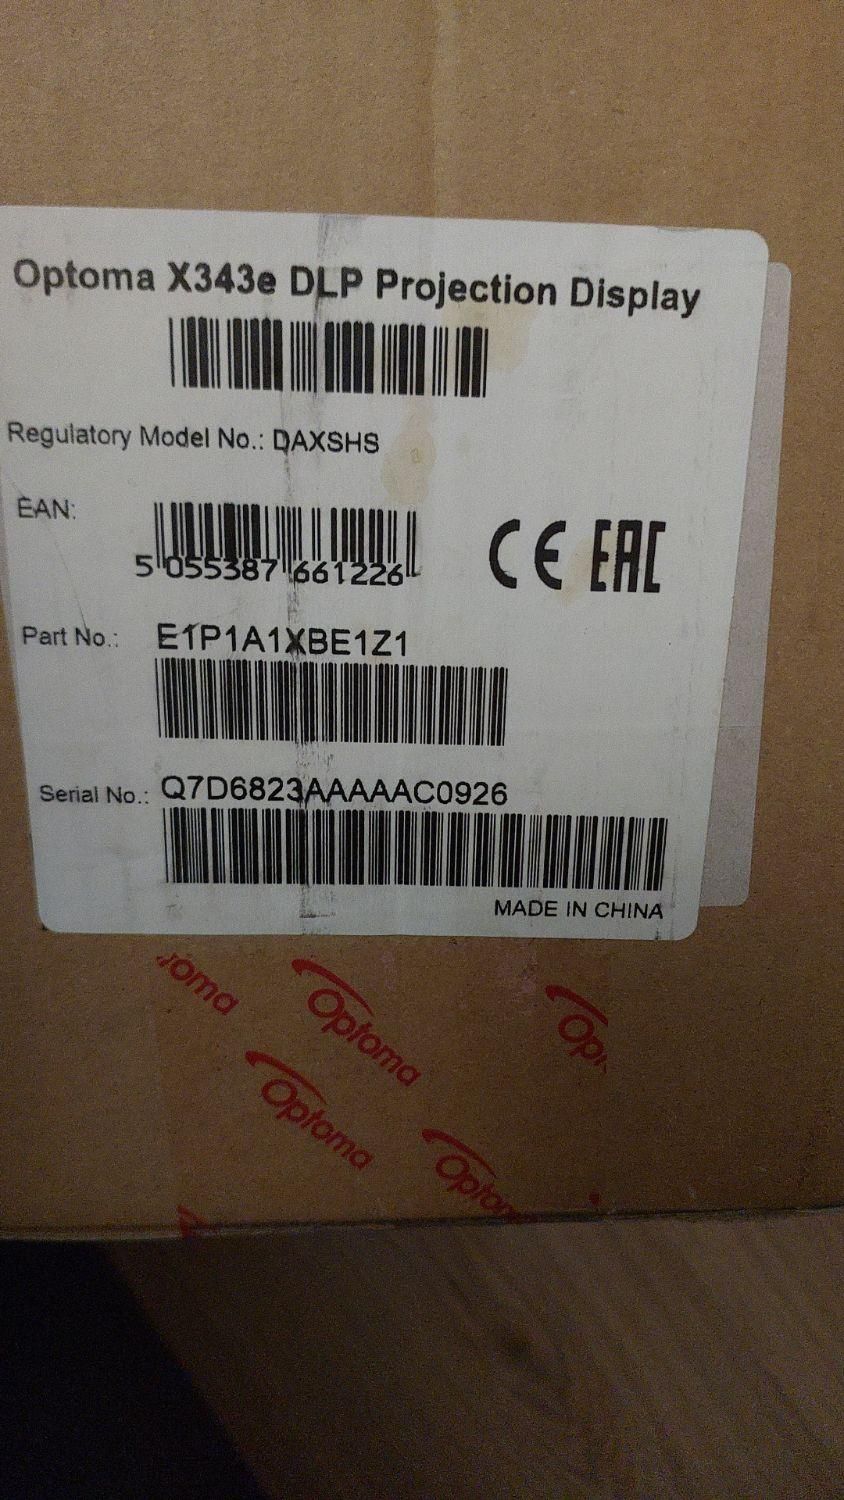 Optoma X343e DLP Projection Display
Regulatory Model No.: DAXSHS
EAN:
5 055387 661226
CE EAC
Part No.: E1P1A1XBE1Z1
Serial No.: Q7D6823AAAAAC0926
MADE IN CHINA
Optoma
Optoma
Optoma
Optoma